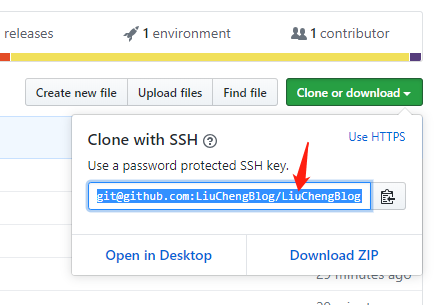 releases
1 environment
1 contributor
Create new file
Upload files
Find file
Clone or download
Clone with SSH
Use HTTPS
Use a password protected SSH key.
git@github.com:LiuChengBlog/LiuChengBlog
Open in Desktop
Download ZIP
29 minutes ago